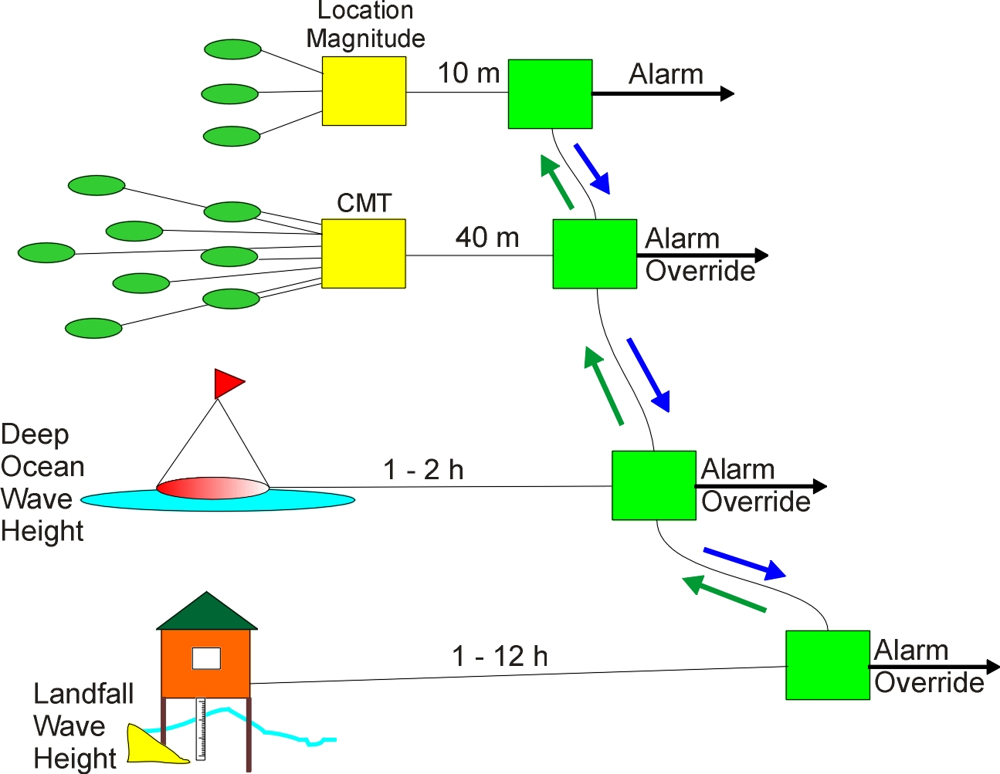 Location
Magnitude
10 m
Alarm
CMT
40 m
Alarm
Override
Deep
Ocean
Wave
Height
1 - 2 h
Alarm
Override
Landfall
Wave
Height
1 - 12 h
Alarm
Override